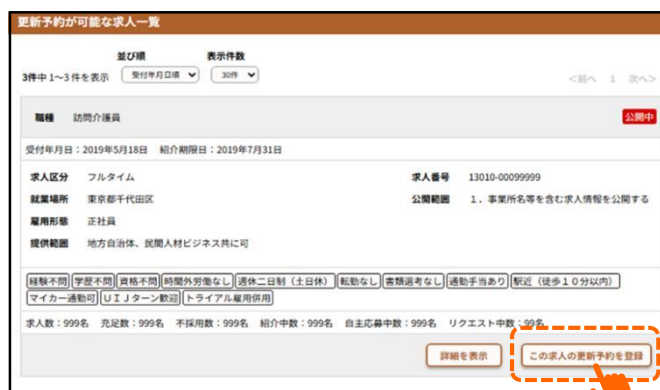 更新予約が可能な求人一覧
並び順 表示件数
3件中 1~3 件を表示 受付年月日順 30件 <前へ 1 次へ>
職種 訪問介護員 公開中
受付年月日：2019年5月18日 紹介期限日：2019年7月31日
求人区分 フルタイム 求人番号 13010-00099999
就業場所 東京都千代田区 公開範囲 １．事業所名等を含む求人情報を公開する
雇用形態 正社員
提供範囲 地方自治体、民間人材ビジネス共に可
経験不問 学歴不問 資格不問 時間外労働なし 週休二日制（土日休） 転勤なし 書類選考なし 通勤手当あり 駅近（徒歩１０分以内）
マイカー通勤可 ＵＩＪターン歓迎 トライアル雇用併用
求人数：999名 充足数：999名 不採用数：999名 紹介中数：999名 自主応募中数：999名 リクエスト中数：99名
詳細を表示 この求人の更新予約を登録